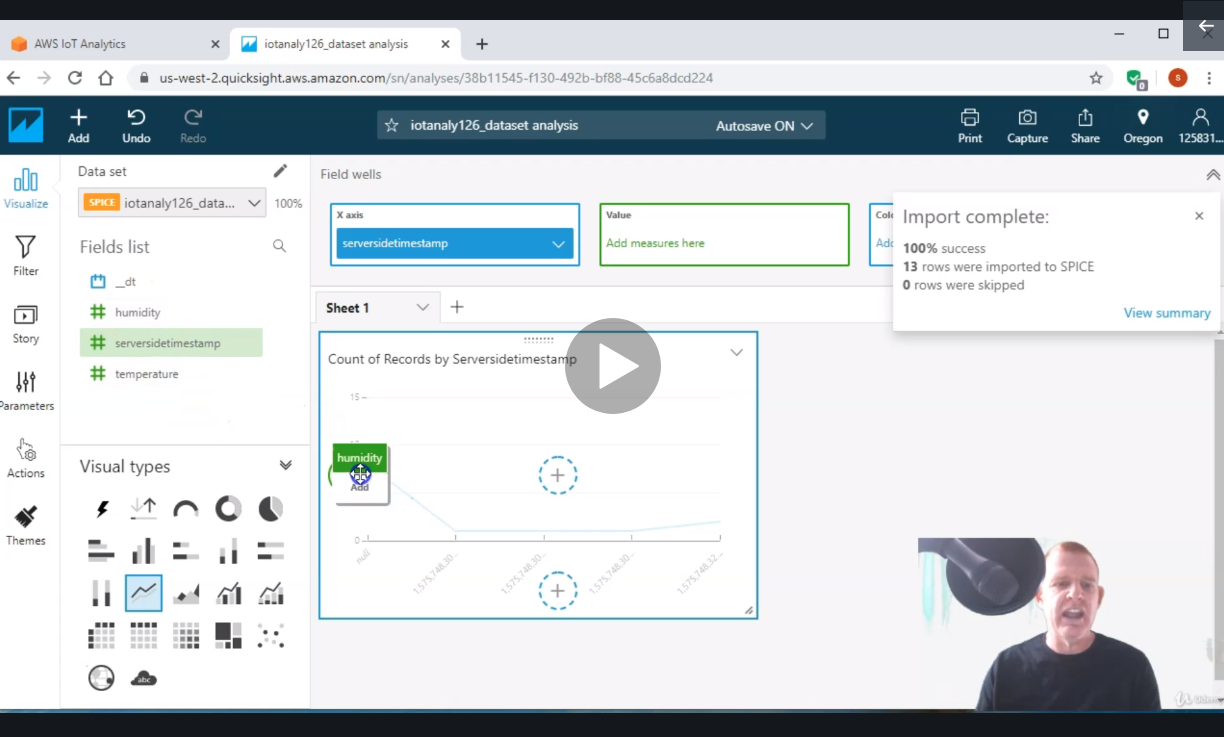 AWS IoT Analytics
iotanaly126_dataset analysis
us-west-2.quicksight.aws.amazon.com/sn/analyses/38b11545-f130-492b-bf88-45c6a8dcd224
0
S
Add
Undo
Redo
iotanaly126_dataset analysis
Autosave ON
Print
Capture
Share
Oregon
125831...
Visualize
Filter
Story
Parameters
Actions
Themes
Data set
SPICE iotanaly126_data...
100%
Fields list
__dt
humidity
serversidetimestamp
temperature
Visual types
abc
Field wells
X axis
serversidetimestamp
Value
Add measures here
Import complete:
100% success
13 rows were imported to SPICE
0 rows were skipped
View summary
Sheet 1
Count of Records by Serversidetimestamp
15
humidity
Add
0
null
1,575,748,30...
1,575,748,30...
1,575,748,30...
1,575,748,32...